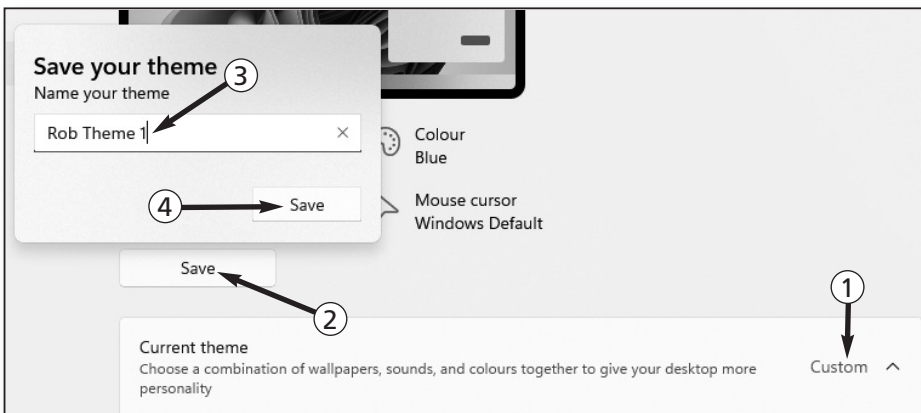 Save your theme
③
Name your theme
Rob Theme 1
×
④
Save
Colour
Blue
Mouse cursor
Windows Default
Save
②
①
Current theme
Choose a combination of wallpapers, sounds, and colours together to give your desktop more
personality
Custom